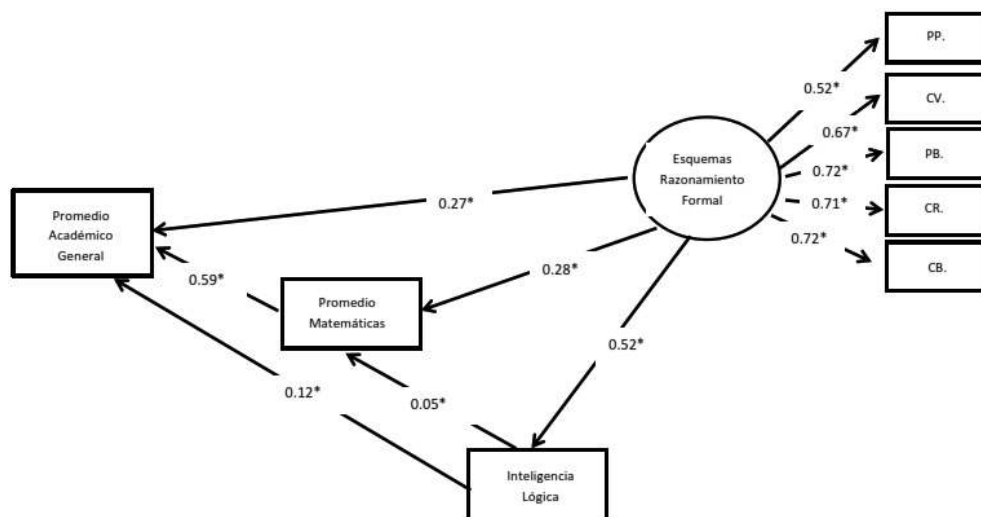 PP.
0.52*
CV.
0.67*
Esquemas
Razonamiento
Formal
PB.
0.72*
CR.
0.71*
0.72*
CB.
0.27*
Promedio
Académico
General
0.28*
0.59*
Promedio
Matemáticas
0.52*
0.12*
0.05*
Inteligencia
Lógica